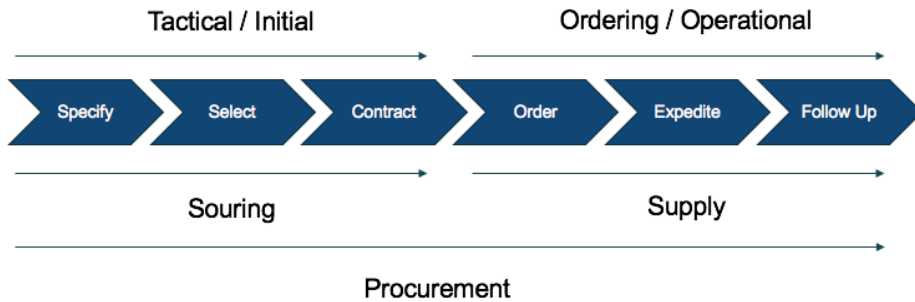 Tactical / Initial
Ordering / Operational
Specify
Select
Contract
Order
Expedite
Follow Up
Souring
Supply
Procurement